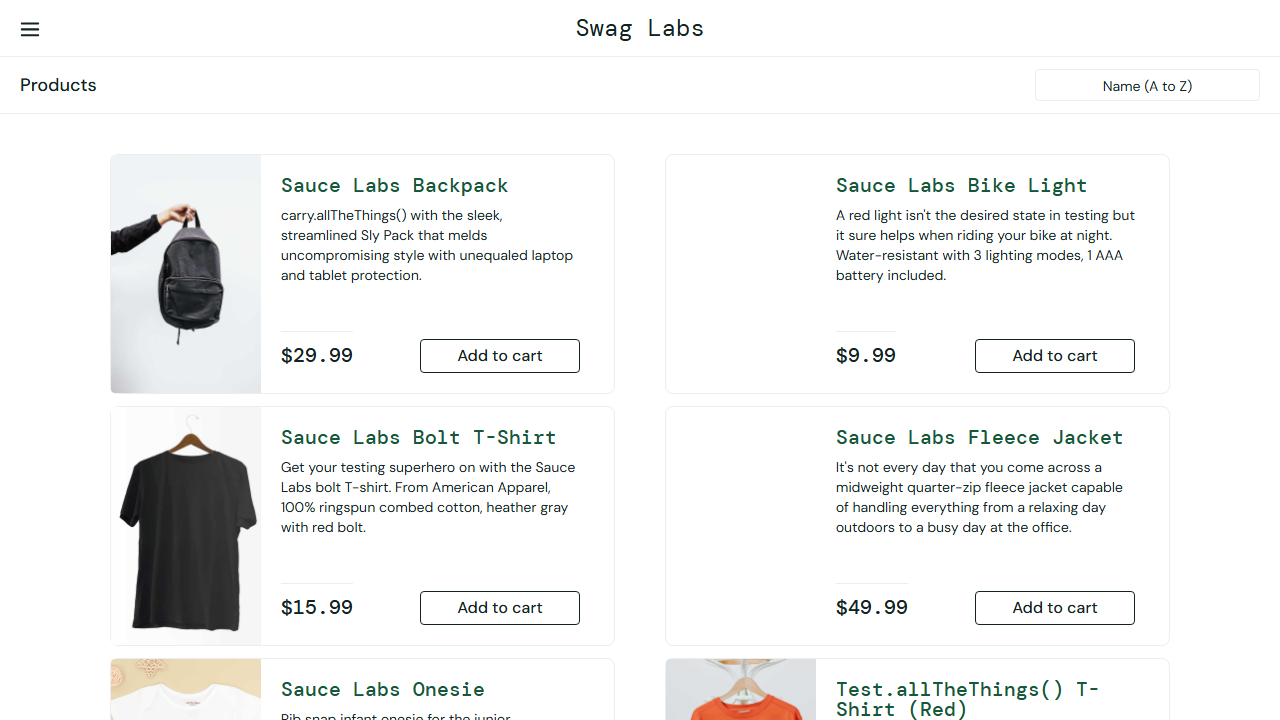 Swag Labs
Products
Name (A to Z)
Sauce Labs Backpack
carry.allTheThings() with the sleek,
streamlined Sly Pack that melds
uncompromising style with unequaled laptop
and tablet protection.
$29.99
Add to cart
Sauce Labs Bike Light
A red light isn't the desired state in testing but
it sure helps when riding your bike at night.
Water-resistant with 3 lighting modes, 1 AAA
battery included.
$9.99
Add to cart
Sauce Labs Bolt T-Shirt
Get your testing superhero on with the Sauce
Labs bolt T-shirt. From American Apparel,
100% ringspun combed cotton, heather gray
with red bolt.
$15.99
Add to cart
Sauce Labs Fleece Jacket
It's not every day that you come across a
midweight quarter-zip fleece jacket capable
of handling everything from a relaxing day
outdoors to a busy day at the office.
$49.99
Add to cart
Sauce Labs Onesie
Rib snap infant onesie for the junior
Test.allTheThings() T-
Shirt (Red)